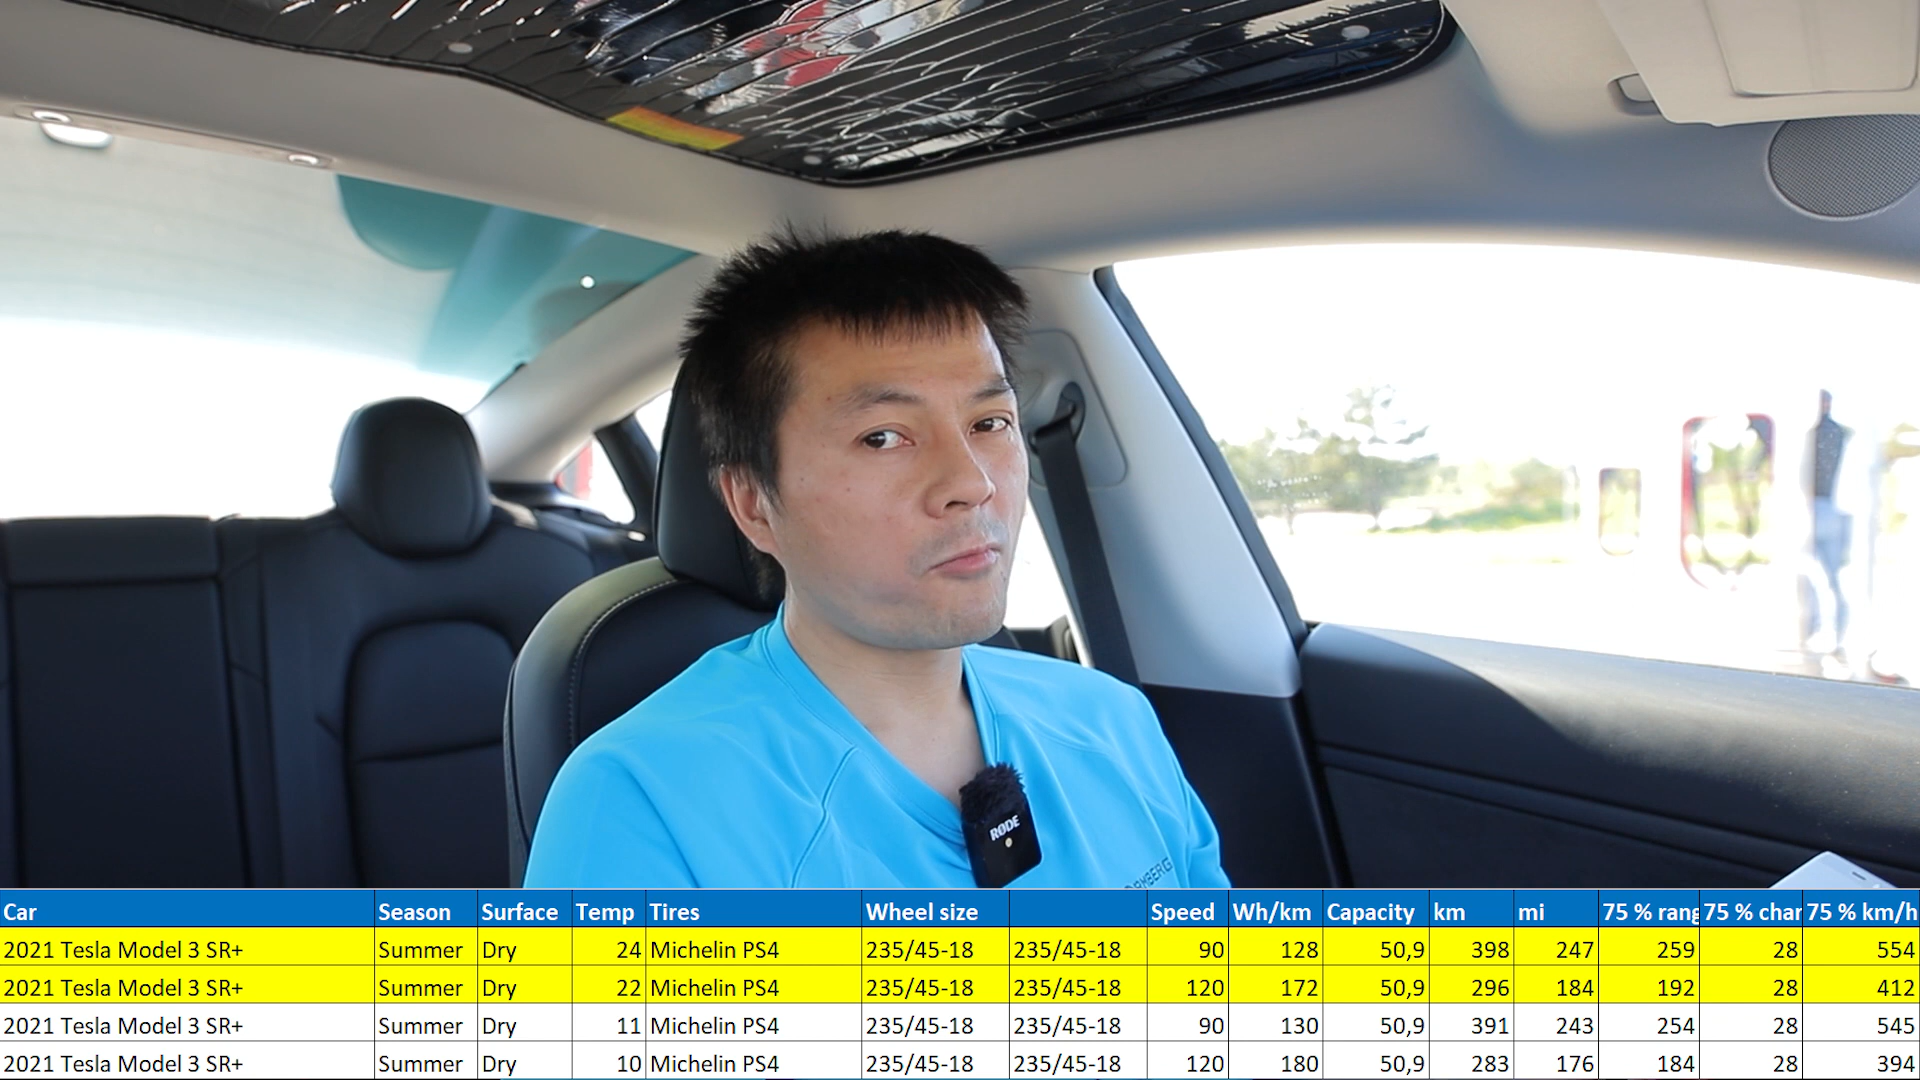 RØDE
Car Season Surface Temp Tires Wheel size Speed Wh/km Capacity km mi 75 % rang 75 % char 75 % km/h
2021 Tesla Model 3 SR+ Summer Dry 24 Michelin PS4 235/45-18 235/45-18 90 128 50,9 398 247 259 28 554
2021 Tesla Model 3 SR+ Summer Dry 22 Michelin PS4 235/45-18 235/45-18 120 172 50,9 296 184 192 28 412
2021 Tesla Model 3 SR+ Summer Dry 11 Michelin PS4 235/45-18 235/45-18 90 130 50,9 391 243 254 28 545
2021 Tesla Model 3 SR+ Summer Dry 10 Michelin PS4 235/45-18 235/45-18 120 180 50,9 283 176 184 28 394